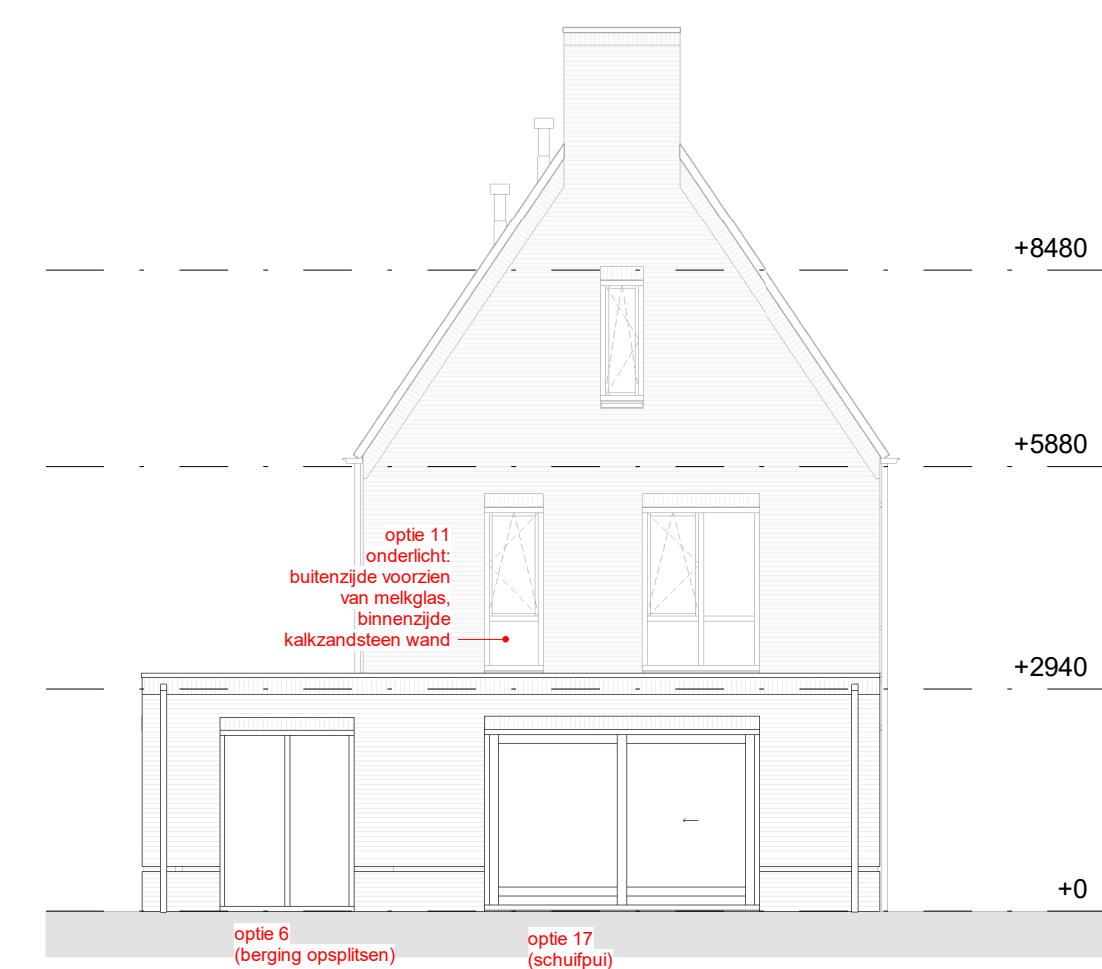 +8480
+5880
optie 11
onderlicht:
buitenzijde voorzien
van melkglas,
binnenzijde
kalkzandsteen wand
+2940
+0
optie 6
(berging opsplitsen)
optie 17
(schuifpui)